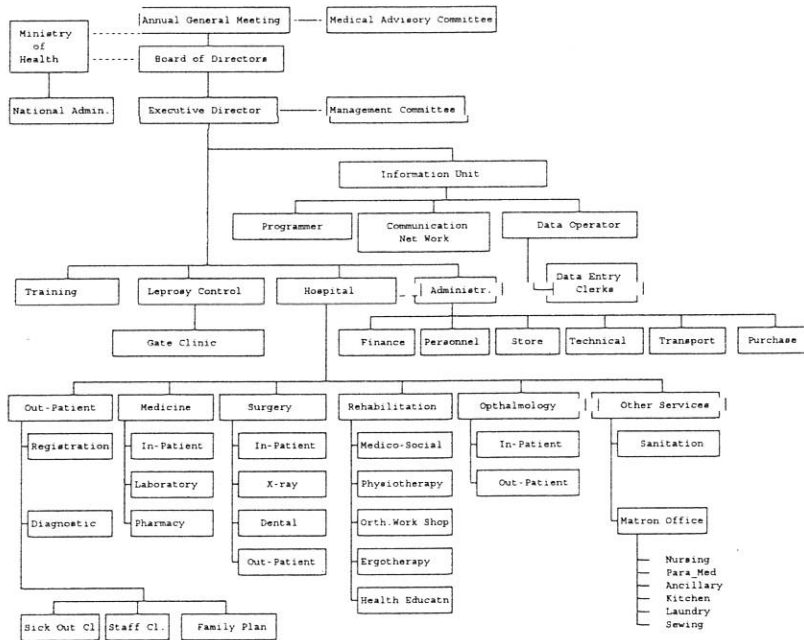 Annual General Meeting
Medical Advisory Committee
Ministry
of
Health
Board of Directors
National Admin.
Executive Director
Management Committee
Information Unit
Programmer
Communication
Net Work
Data Operator
Data Entry
Clerks
Training
Leprosy Control
Hospital
Administr.
Gate Clinic
Finance
Personnel
Store
Technical
Transport
Purchase
Out-Patient
Medicine
Surgery
Rehabilitation
Opthalmology
Other Services
Registration
In-Patient
In-Patient
Medico-Social
In-Patient
Sanitation
Laboratory
X-ray
Physiotherapy
Out-Patient
Diagnostic
Pharmacy
Dental
Orth.Work Shop
Matron Office
Out-Patient
Ergotherapy
Health Educatn
Nursing
Para_Med
Ancillary
Kitchen
Laundry
Sewing
Sick Out Cl.
Staff Cl.
Family Plan